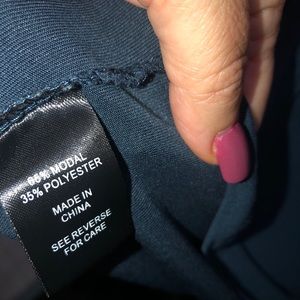 65% MODAL
35% POLYESTER
MADE IN
CHINA
SEE REVERSE
FOR CARE